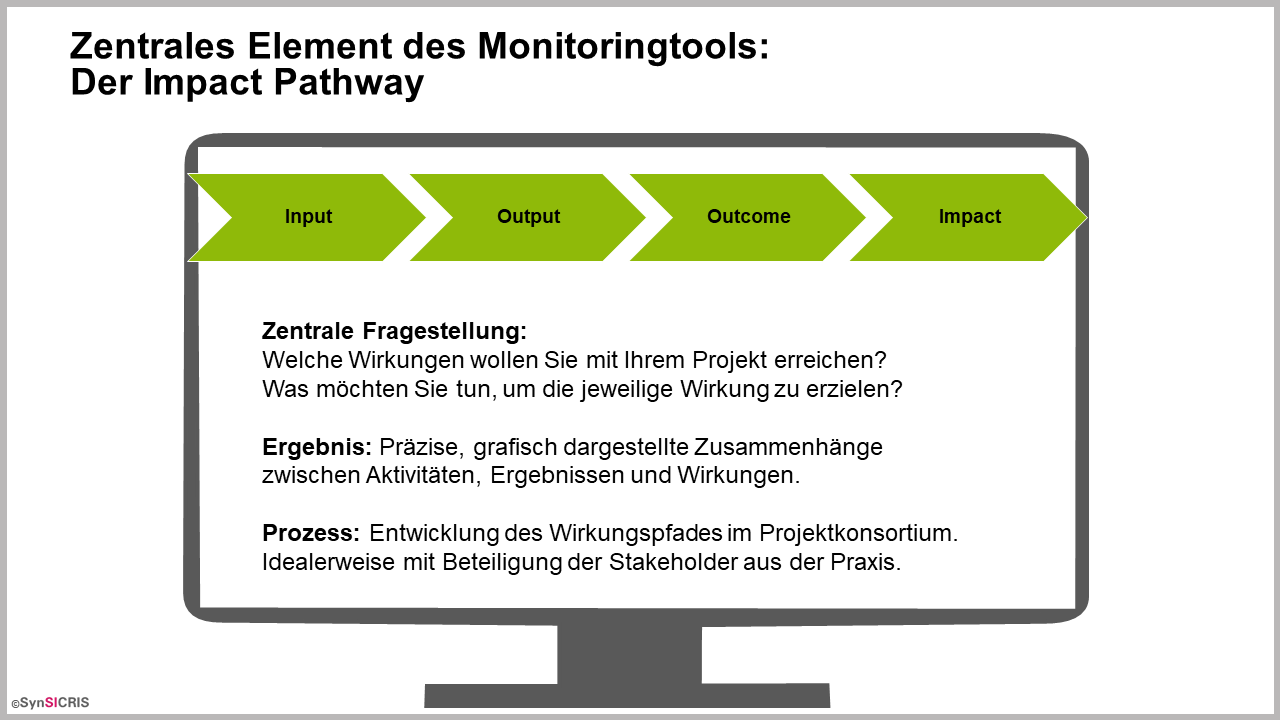 Zentrales Element des Monitoringtools:
Der Impact Pathway
Input
Output
Outcome
Impact
Zentrale Fragestellung:
Welche Wirkungen wollen Sie mit Ihrem Projekt erreichen?
Was möchten Sie tun, um die jeweilige Wirkung zu erzielen?
Ergebnis: Präzise, grafisch dargestellte Zusammenhänge
zwischen Aktivitäten, Ergebnissen und Wirkungen.
Prozess: Entwicklung des Wirkungspfades im Projektkonsortium.
Idealerweise mit Beteiligung der Stakeholder aus der Praxis.
©SynSICRIS